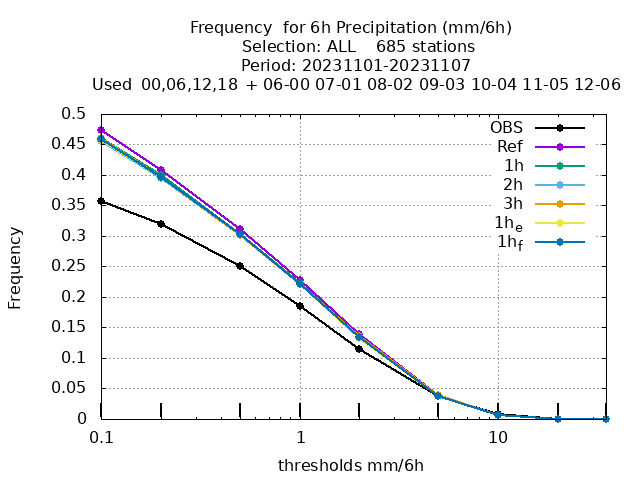 Frequency  for 6h Precipitation (mm/6h)
Selection: ALL    685 stations
Period: 20231101-20231107
Used  00,06,12,18  + 06-00 07-01 08-02 09-03 10-04 11-05 12-06
0.5
0.45
0.4
0.35
0.3
0.25
0.2
0.15
0.1
0.05
0
Frequency
OBS
Ref
1h
2h
3h
1he
1hf
0.1
1
10
thresholds mm/6h